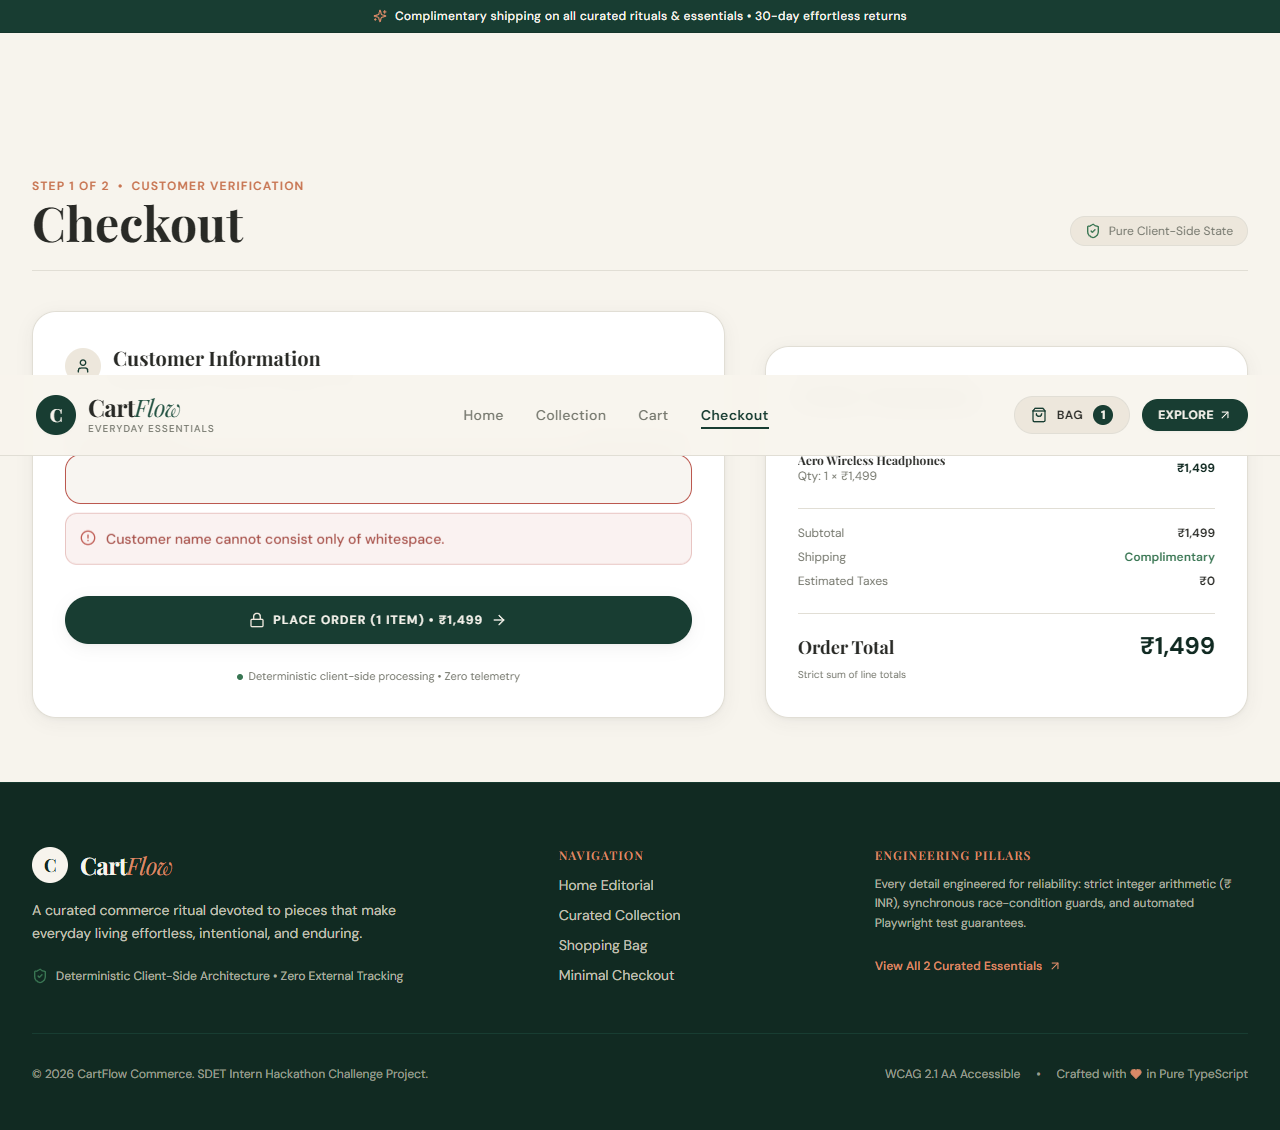 Complimentary shipping on all curated rituals & essentials • 30-day effortless returns
STEP 1 OF 2 • CUSTOMER VERIFICATION
Checkout
Pure Client-Side State
Customer Information
C
CartFlow
EVERYDAY ESSENTIALS
Home
Collection
Cart
Checkout
BAG 1
EXPLORE
Customer name cannot consist only of whitespace.
PLACE ORDER (1 ITEM) • ₹1,499
Deterministic client-side processing • Zero telemetry
Aero Wireless Headphones
₹1,499
Qty: 1 × ₹1,499
Subtotal ₹1,499
Shipping Complimentary
Estimated Taxes ₹0
Order Total ₹1,499
Strict sum of line totals
C
CartFlow
A curated commerce ritual devoted to pieces that make
everyday living effortless, intentional, and enduring.
Deterministic Client-Side Architecture • Zero External Tracking
NAVIGATION
Home Editorial
Curated Collection
Shopping Bag
Minimal Checkout
ENGINEERING PILLARS
Every detail engineered for reliability: strict integer arithmetic (₹
INR), synchronous race-condition guards, and automated
Playwright test guarantees.
View All 2 Curated Essentials
© 2026 CartFlow Commerce. SDET Intern Hackathon Challenge Project.
WCAG 2.1 AA Accessible • Crafted with in Pure TypeScript